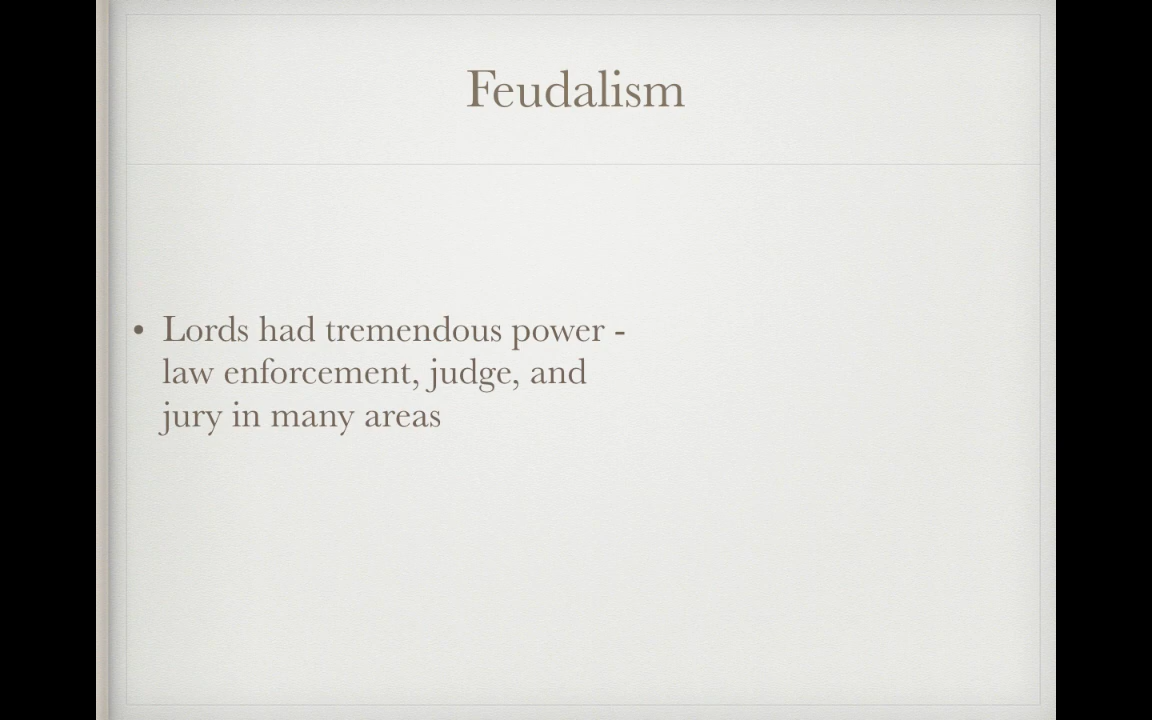 Feudalism
• Lords had tremendous power -
law enforcement, judge, and
jury in many areas